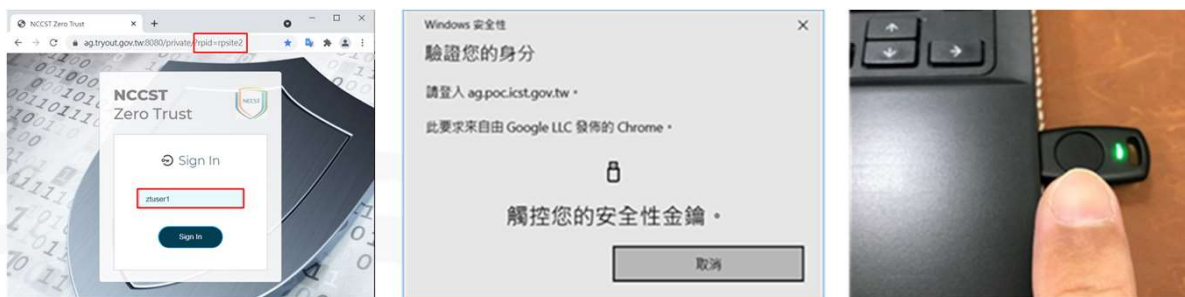 NCCST Zero Trust
ag.tryout.gov.tw:8080/private/?rpid=rpsite2
NCCST
Zero Trust
NCCST
Sign In
ztuser1
Sign In
Windows 安全性
驗證您的身分
請登入 ag.poc.icst.gov.tw。
此要求來自由 Google LLC 發佈的 Chrome。
觸控您的安全性金鑰。
取消